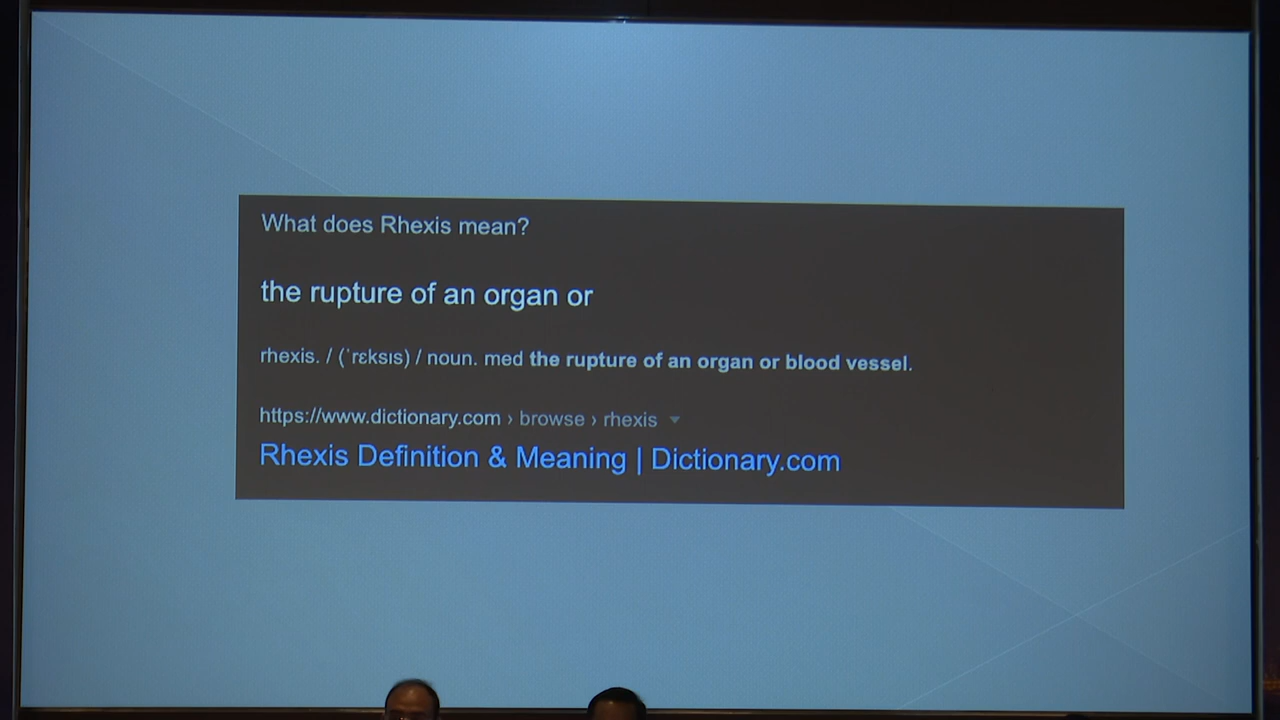 What does Rhexis mean?
the rupture of an organ or
rhexis. / (ˈrɛksɪs) / noun. med the rupture of an organ or blood vessel.
https://www.dictionary.com › browse › rhexis
Rhexis Definition & Meaning | Dictionary.com